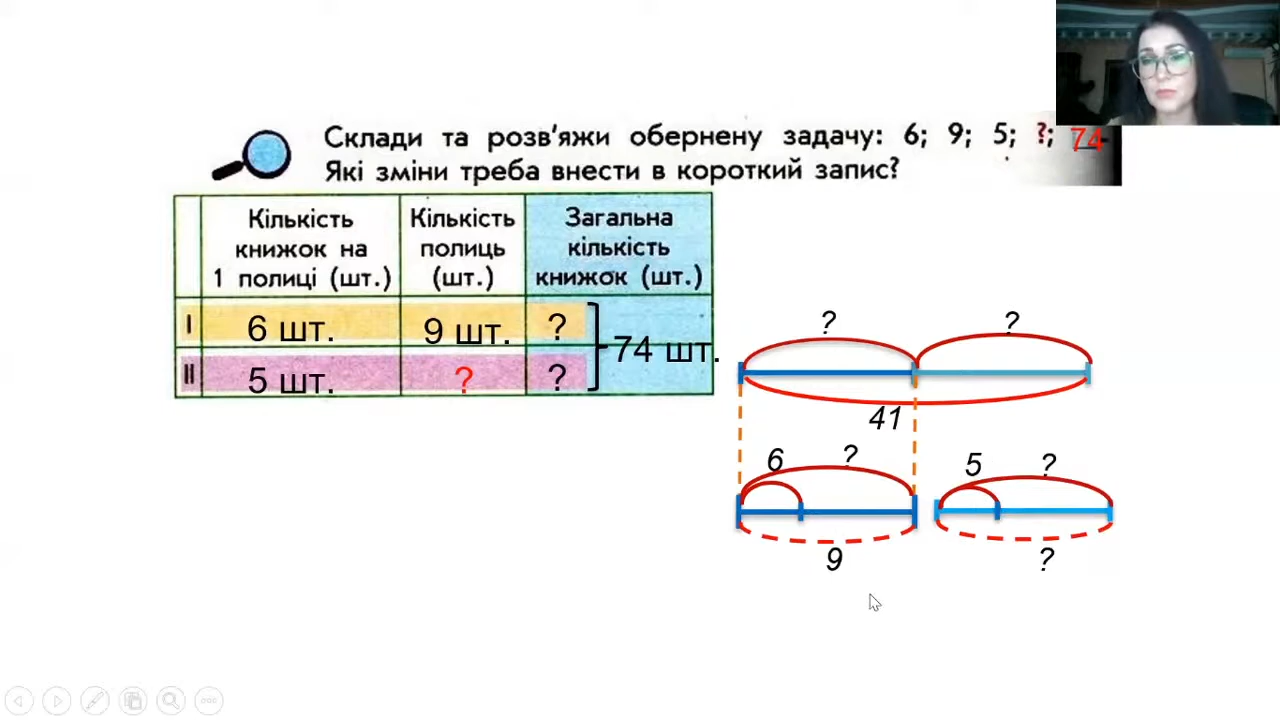 Склади та розв'яжи обернену задачу: 6; 9; 5; ?; 74
Які зміни треба внести в короткий запис?
Кількість книжок на 1 полиці (шт.)
Кількість полиць (шт.)
Загальна кількість книжок (шт.)
I 6 шт. 9 шт. ?
74 шт.
II 5 шт. ? ?
? ?
41
6 ? 5 ?
9 ?